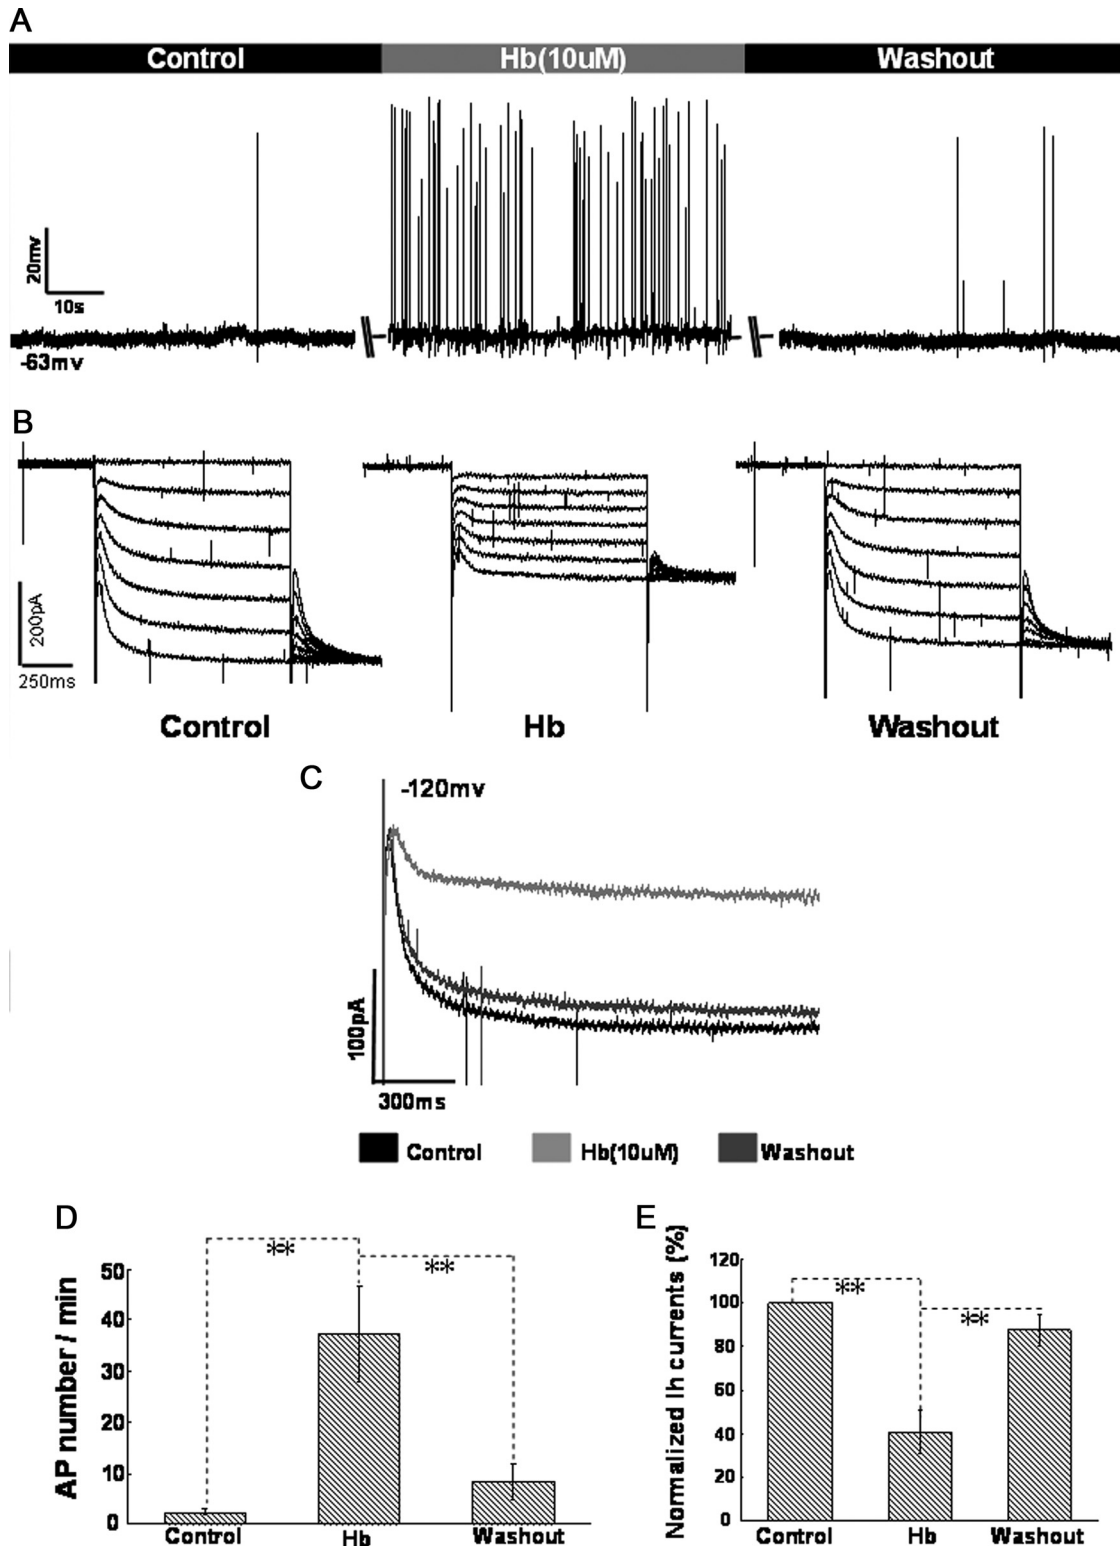 A
Control Hb(10uM) Washout
20mv
10s
-63mv
B
200pA
250ms
Control Hb Washout
C
-120mv
100pA
300ms
Control Hb(10uM) Washout
D
AP number / min
50
40
30
20
10
0
** **
Control Hb Washout
E
Normalized Ih currents (%)
120
100
80
60
40
20
0
** **
Control Hb Washout